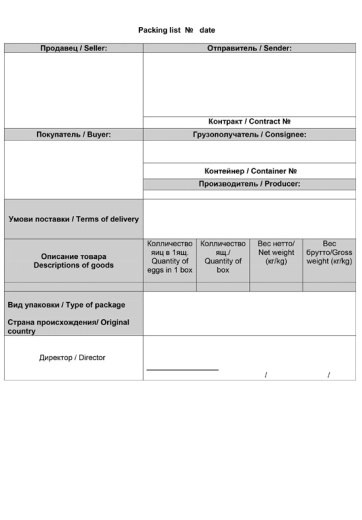 Packing list № date
Продавец / Seller:
Отправитель / Sender:
Контракт / Contract №
Покупатель / Buyer:
Грузополучатель / Consignee:
Контейнер / Container №
Производитель / Producer:
Умови поставки / Terms of delivery
Описание товара
Descriptions of goods
Колличество
яиц в 1ящ.
Quantity of
eggs in 1 box
Колличество
ящ./
Quantity of
box
Вес нетто/
Net weight
(кг/kg)
Вес
брутто/Gross
weight (кг/kg)
Вид упаковки / Type of package
Страна происхождения/ Original
country
Директор / Director
/ /